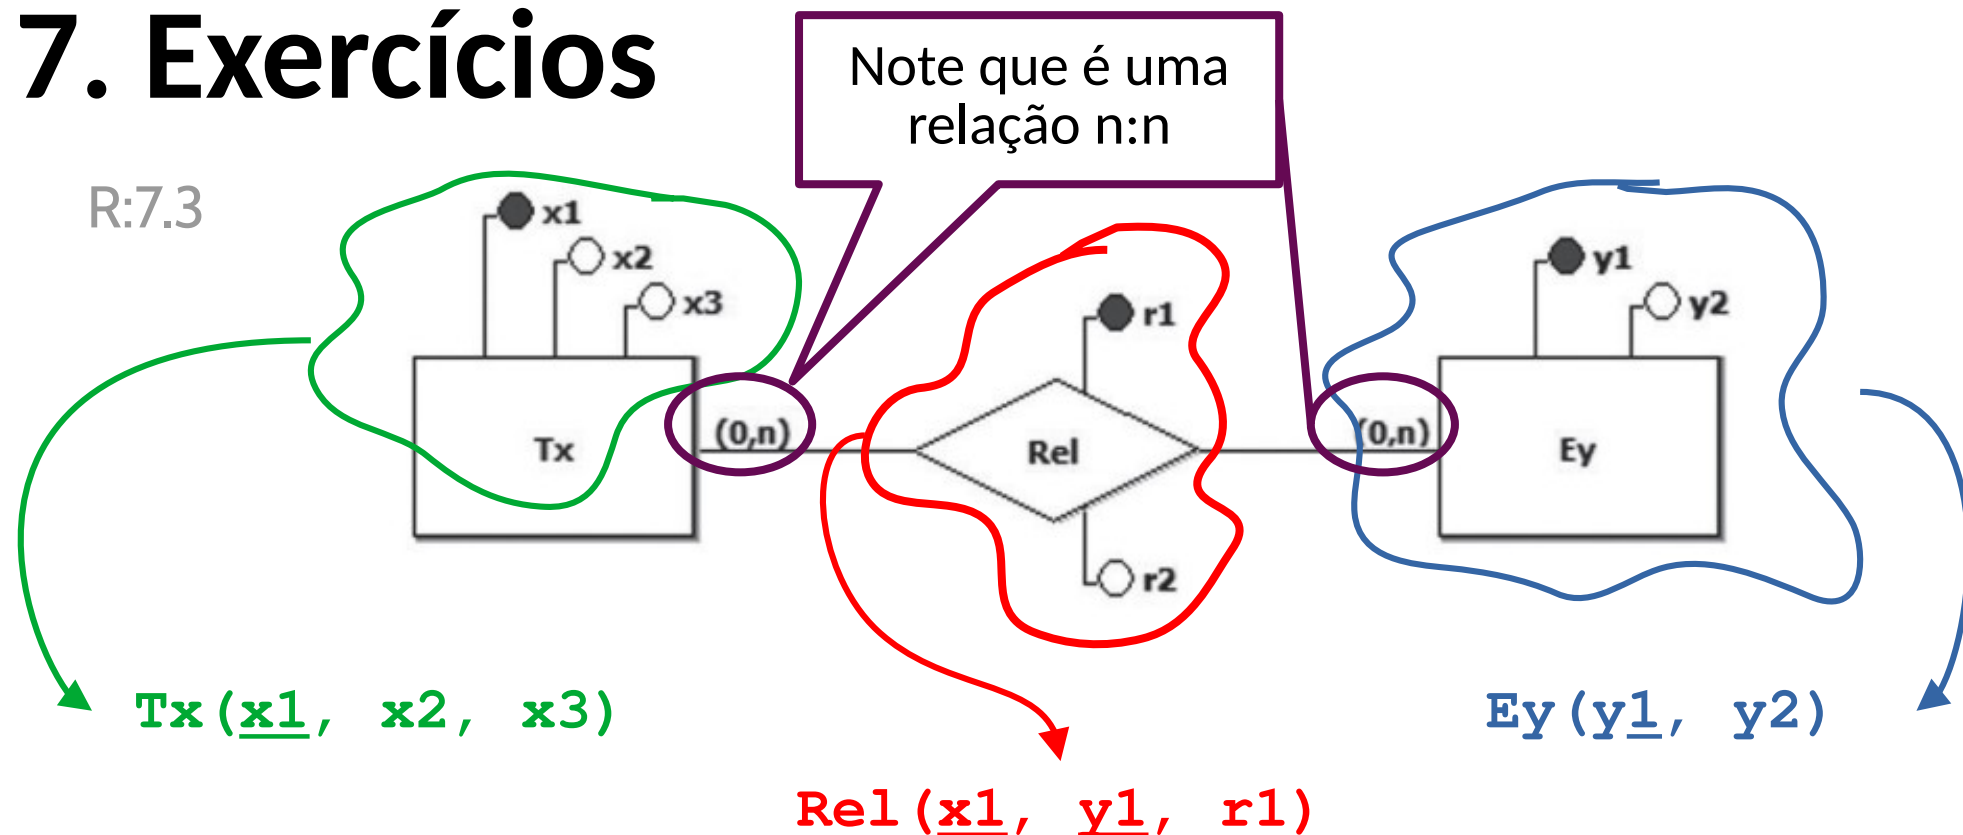 7. Exercícios
Note que é uma
relação n:n
R:7.3
x1
x2
x3
y1
y2
r1
Tx
(0,n)
Rel
(0,n)
Ey
r2
Tx(x1, x2, x3)
Ey(y1, y2)
Rel(x1, y1, r1)